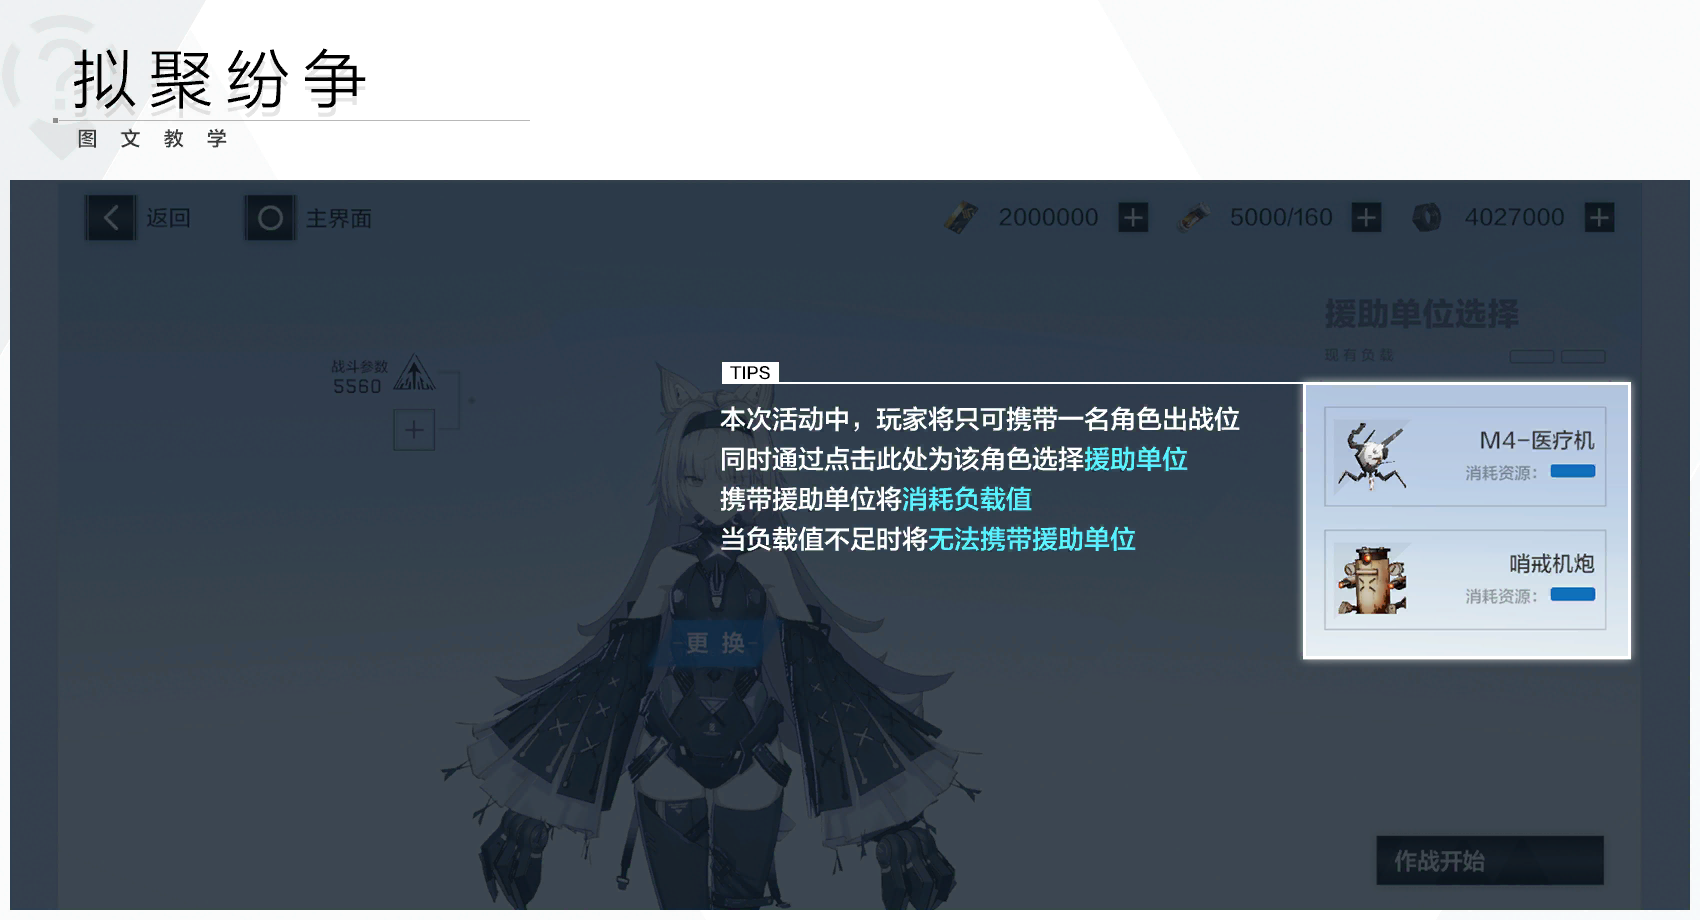 拟聚纷争
图文教学
返回
主界面
2000000
5000/160
4027000
援助单位选择
现有负载
战斗参数
5560
TIPS
本次活动中，玩家将只可携带一名角色出战位
同时通过点击此处为该角色选择援助单位
携带援助单位将消耗负载值
当负载值不足时将无法携带援助单位
M4-医疗机
消耗资源：
哨戒机炮
消耗资源：
更换
作战开始